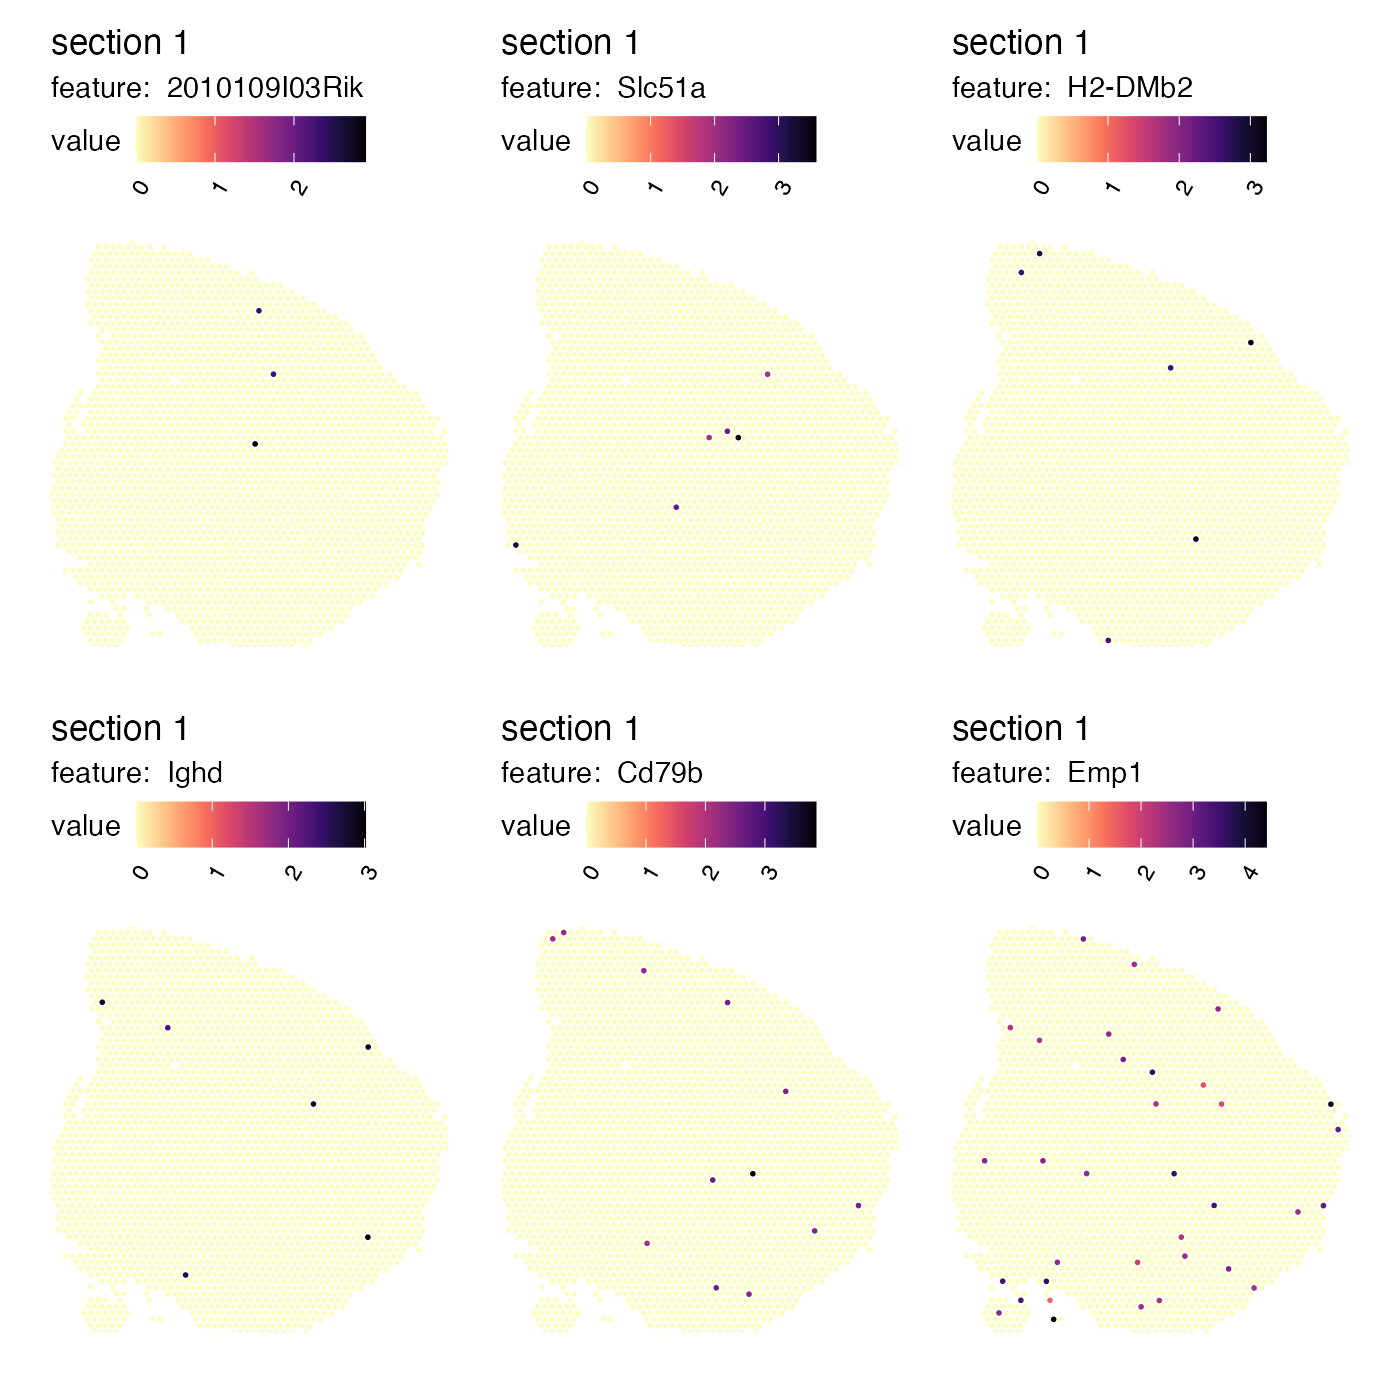 section 1
feature: 2010109I03Rik
value
0 1 2
section 1
feature: Slc51a
value
0 1 2 3
section 1
feature: H2-DMb2
value
0 1 2 3
section 1
feature: Ighd
value
0 1 2 3
section 1
feature: Cd79b
value
0 1 2 3
section 1
feature: Emp1
value
0 1 2 3 4